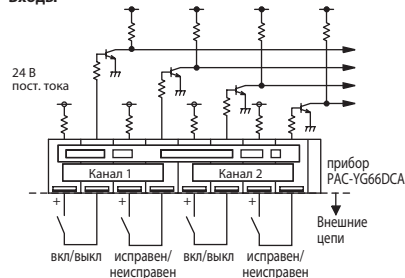 Входы
24 В
пост. тока
Канал 1
Канал 2
прибор
PAC-YG66DCA
+
+
+
+
Внешние
цепи
вкл/выкл
исправен/
неисправен
вкл/выкл
исправен/
неисправен